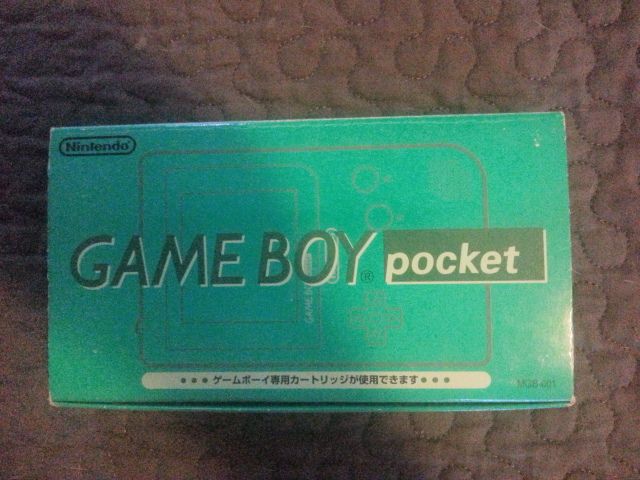 Nintendo
GAME BOY® pocket
●●● ゲームボーイ専用カートリッジが使用できます ●●●
MGB-001